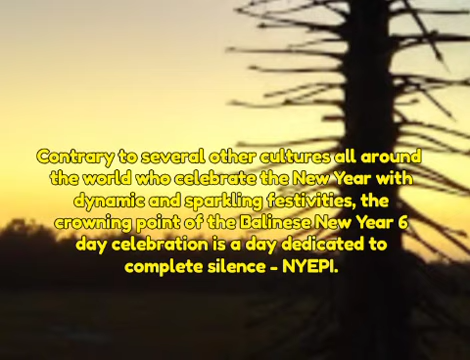 Contrary to several other cultures all around
the world who celebrate the New Year with
dynamic and sparkling festivities, the
crowning point of the Balinese New Year 6
day celebration is a day dedicated to
complete silence - NYEPI.